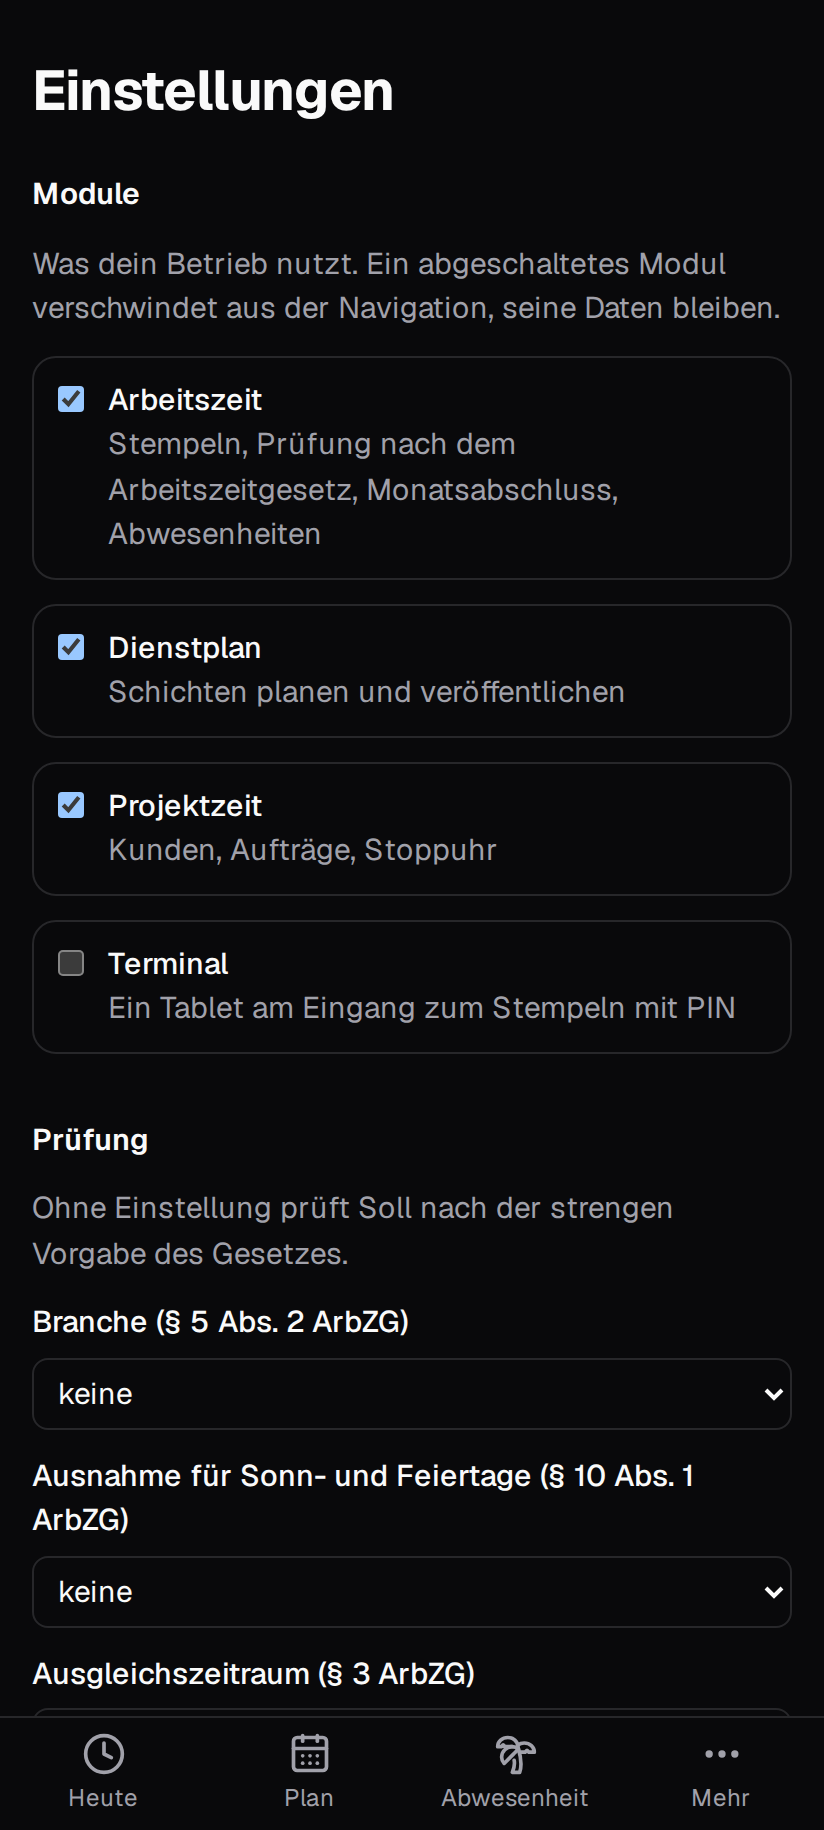 Einstellungen
Module
Was dein Betrieb nutzt. Ein abgeschaltetes Modul
verschwindet aus der Navigation, seine Daten bleiben.
Arbeitszeit
Stempeln, Prüfung nach dem
Arbeitszeitgesetz, Monatsabschluss,
Abwesenheiten
Dienstplan
Schichten planen und veröffentlichen
Projektzeit
Kunden, Aufträge, Stoppuhr
Terminal
Ein Tablet am Eingang zum Stempeln mit PIN
Prüfung
Ohne Einstellung prüft Soll nach der strengen
Vorgabe des Gesetzes.
Branche (§ 5 Abs. 2 ArbZG)
keine
Ausnahme für Sonn- und Feiertage (§ 10 Abs. 1
ArbZG)
keine
Ausgleichszeitraum (§ 3 ArbZG)
Heute
Plan
Abwesenheit
Mehr